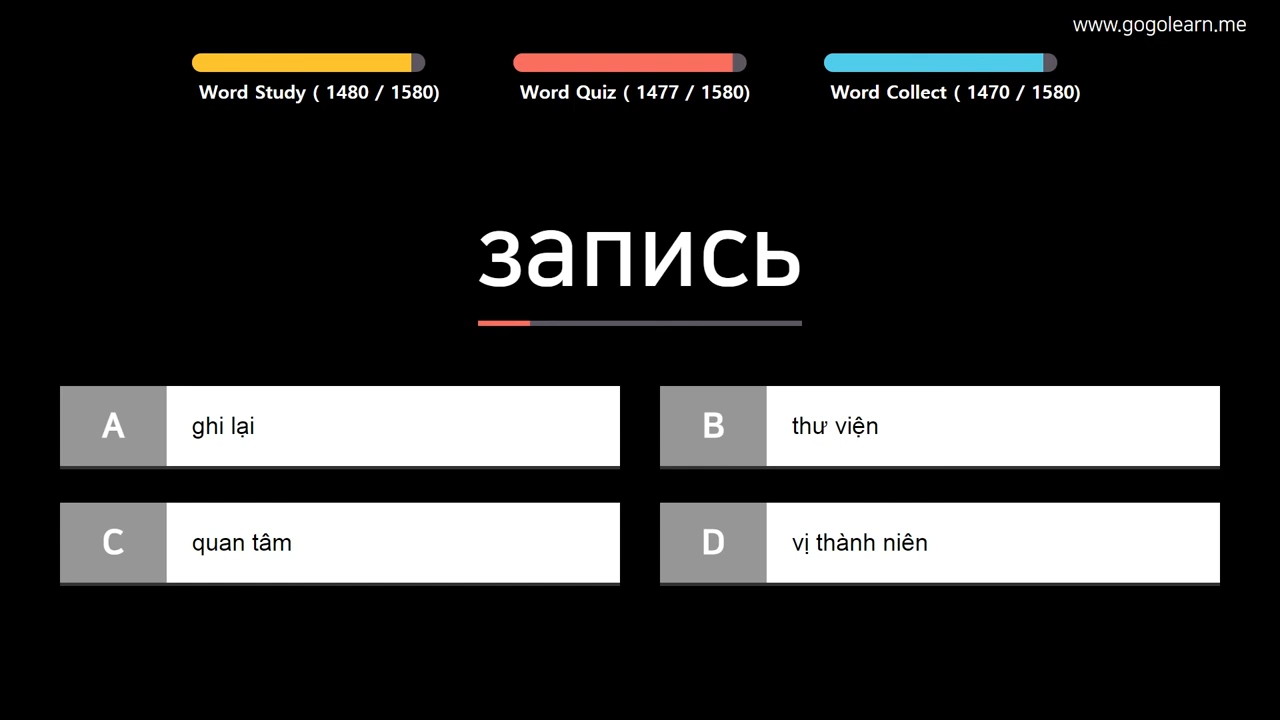 www.gogolearn.me
Word Study ( 1480 / 1580)
Word Quiz ( 1477 / 1580)
Word Collect ( 1470 / 1580)
запись
A ghi lại
B thư viện
C quan tâm
D vị thành niên